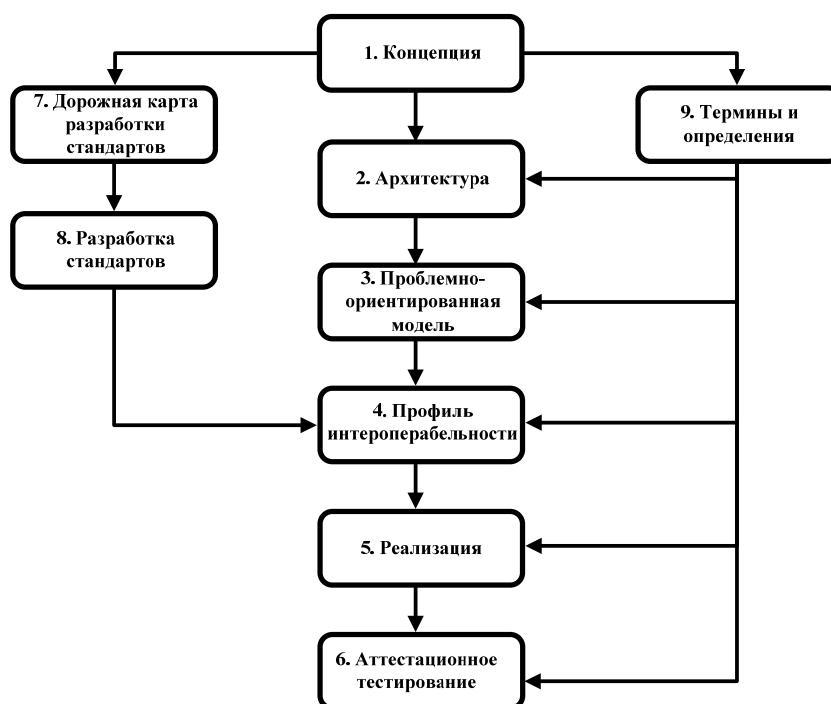 1. Концепция
7. Дорожная карта
разработки
стандартов
9. Термины и
определения
2. Архитектура
8. Разработка
стандартов
3. Проблемно-
ориентированная
модель
4. Профиль
интероперабельности
5. Реализация
6. Аттестационное
тестирование